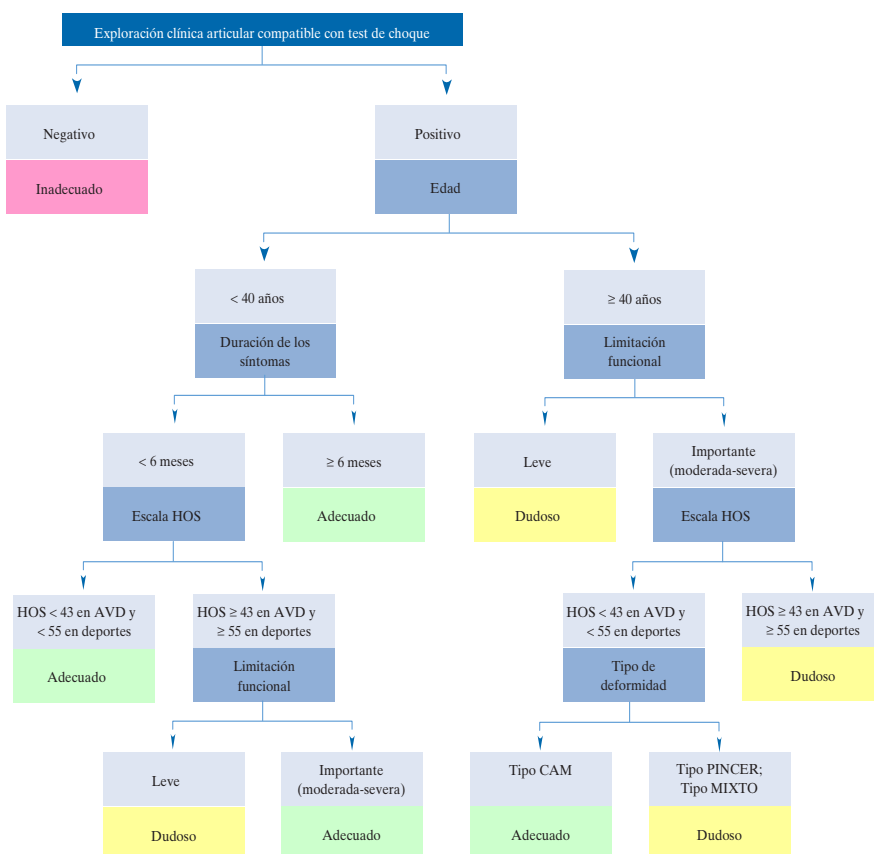 Exploración clínica articular compatible con test de choque
Negativo
Inadecuado
Positivo
Edad
< 40 años
Duración de los
síntomas
≥ 40 años
Limitación
funcional
< 6 meses
Escala HOS
≥ 6 meses
Adecuado
Leve
Dudoso
Importante
(moderada-severa)
Escala HOS
HOS < 43 en AVD y
< 55 en deportes
Adecuado
HOS ≥ 43 en AVD y
≥ 55 en deportes
Limitación
funcional
HOS < 43 en AVD y
< 55 en deportes
Tipo de
deformidad
HOS ≥ 43 en AVD y
≥ 55 en deportes
Dudoso
Leve
Dudoso
Importante
(moderada-severa)
Adecuado
Tipo CAM
Adecuado
Tipo PINCER;
Tipo MIXTO
Dudoso